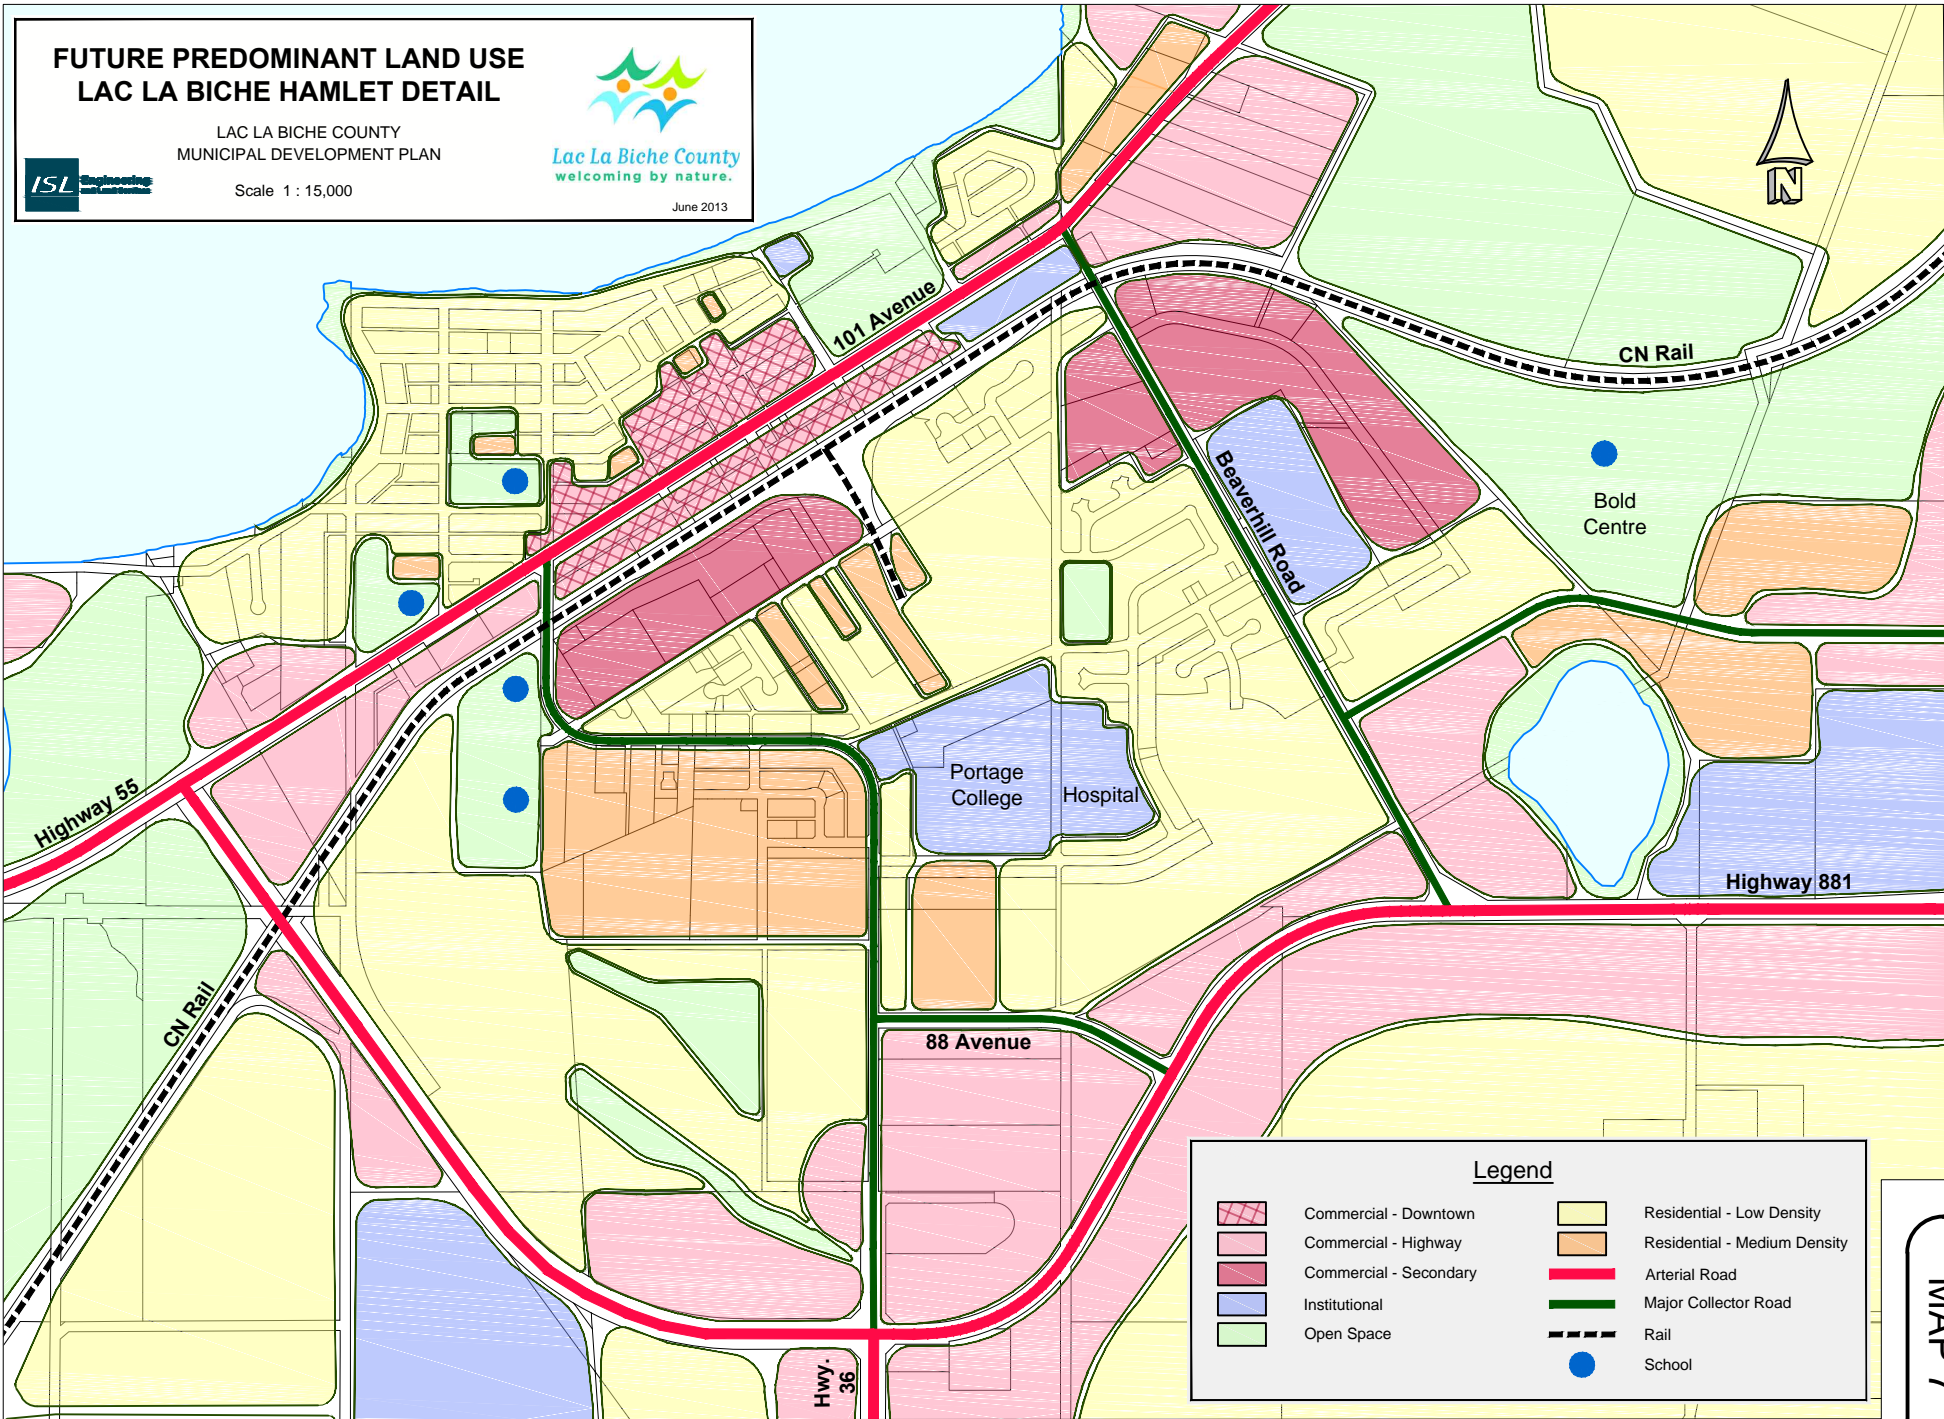 FUTURE PREDOMINANT LAND USE
LAC LA BICHE HAMLET DETAIL
LAC LA BICHE COUNTY
MUNICIPAL DEVELOPMENT PLAN
Scale 1 : 15,000
ISL Engineering
Lac La Biche County
welcoming by nature.
June 2013
N
101 Avenue
CN Rail
Beaverhill Road
Bold
Centre
Portage
College
Hospital
Highway 55
Highway 881
CN Rail
88 Avenue
Hwy.
36
Legend
Commercial - Downtown
Commercial - Highway
Commercial - Secondary
Institutional
Open Space
Residential - Low Density
Residential - Medium Density
Arterial Road
Major Collector Road
Rail
School
MAP 7